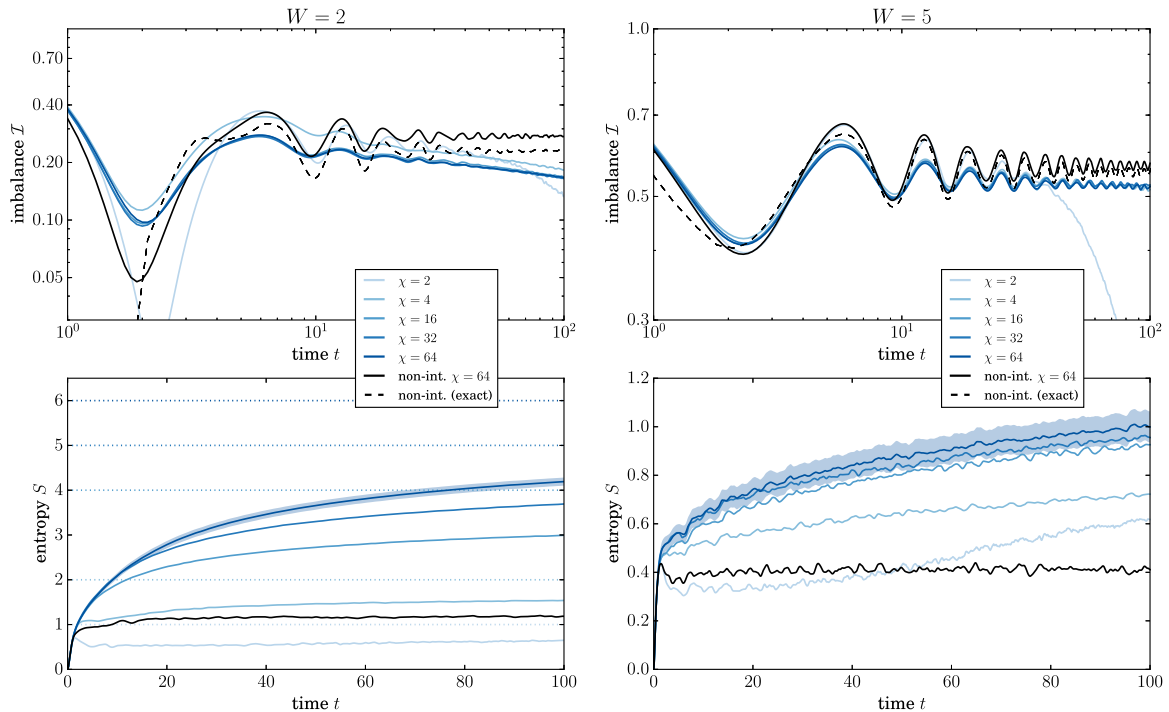 W = 2
W = 5
imbalance I
0.70
0.40
0.20
0.10
0.05
10^0
10^1
10^2
time t
imbalance I
1.0
0.7
0.5
0.3
10^0
10^1
10^2
time t
χ = 2
χ = 4
χ = 16
χ = 32
χ = 64
non-int. χ = 64
non-int. (exact)
χ = 2
χ = 4
χ = 16
χ = 32
χ = 64
non-int. χ = 64
non-int. (exact)
entropy S
6
5
4
3
2
1
0
0
20
40
60
80
100
time t
entropy S
1.2
1.0
0.8
0.6
0.4
0.2
0.0
0
20
40
60
80
100
time t